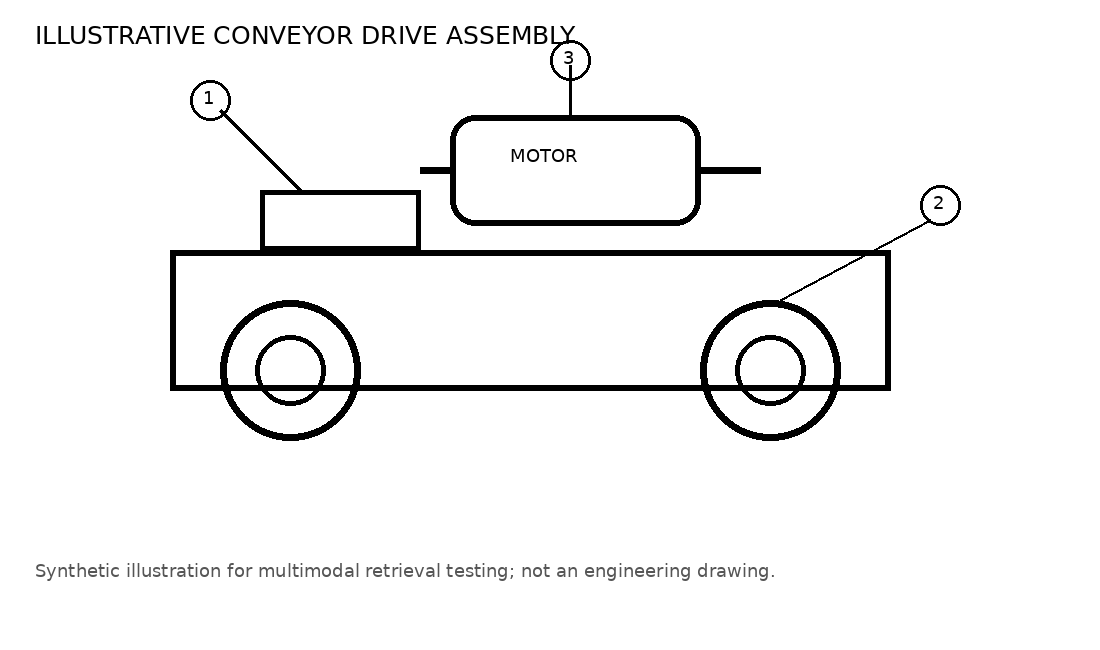 ILLUSTRATIVE CONVEYOR DRIVE ASSEMBLY
3
1
MOTOR
2
Synthetic illustration for multimodal retrieval testing; not an engineering drawing.